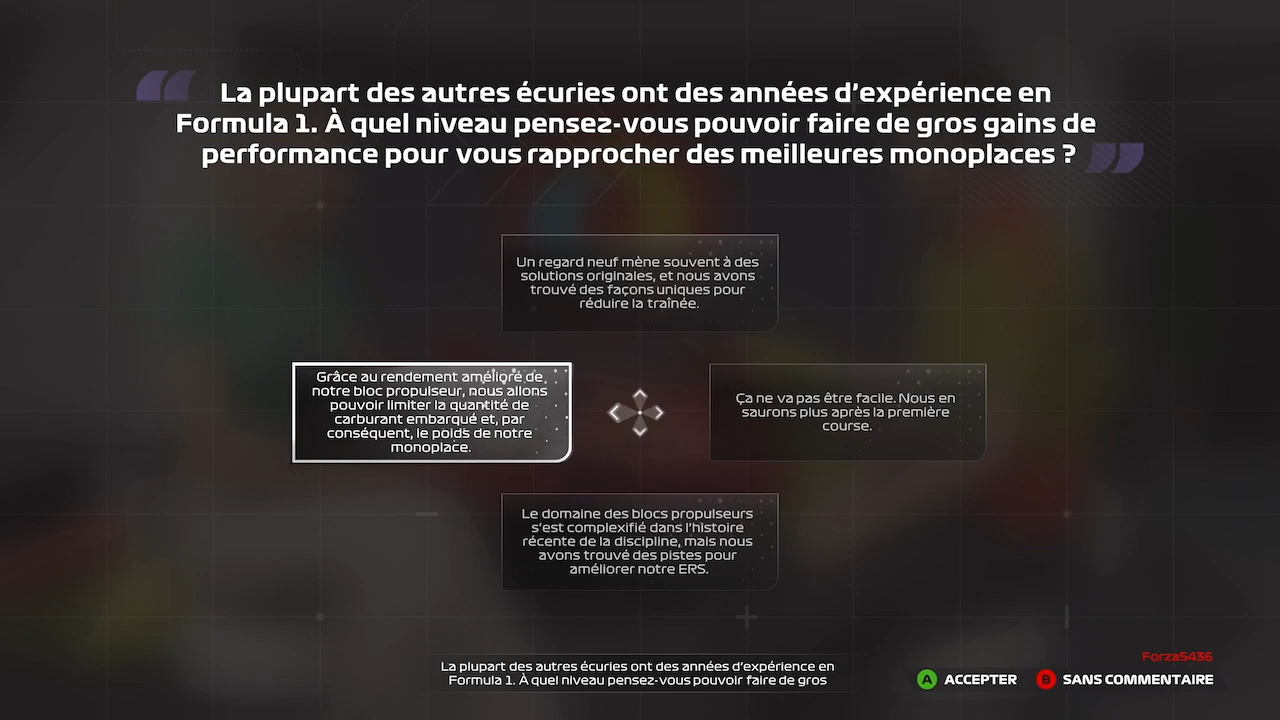 La plupart des autres écuries ont des années d'expérience en
Formula 1. À quel niveau pensez-vous pouvoir faire de gros gains de
performance pour vous rapprocher des meilleures monoplaces ?
Un regard neuf mène souvent à des
solutions originales, et nous avons
trouvé des façons uniques pour
réduire la traînée.
Grâce au rendement amélioré de
notre bloc propulseur, nous allons
pouvoir limiter la quantité de
carburant embarqué et, par
conséquent, le poids de notre
monoplace.
Ça ne va pas être facile. Nous en
saurons plus après la première
course.
Le domaine des blocs propulseurs
s'est complexifié dans l'histoire
récente de la discipline, mais nous
avons trouvé des pistes pour
améliorer notre ERS.
La plupart des autres écuries ont des années d'expérience en
Formula 1. À quel niveau pensez-vous pouvoir faire de gros
Forza5436
A ACCEPTER
B SANS COMMENTAIRE